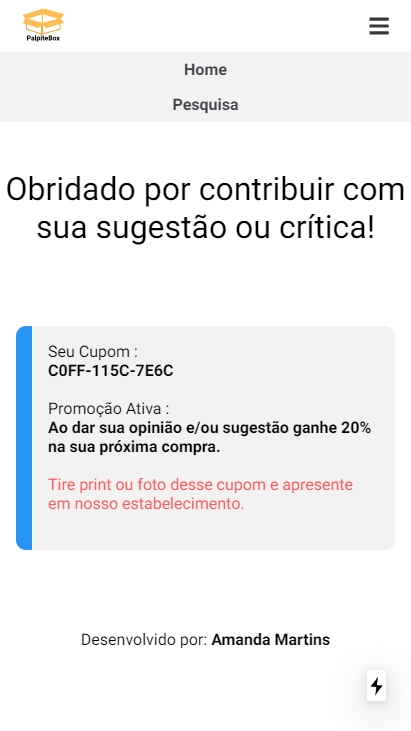 PalpiteBox
Home
Pesquisa
Obridado por contribuir com
sua sugestão ou crítica!
Seu Cupom :
C0FF-115C-7E6C
Promoção Ativa :
Ao dar sua opinião e/ou sugestão ganhe 20%
na sua próxima compra.
Tire print ou foto desse cupom e apresente
em nosso estabelecimento.
Desenvolvido por: Amanda Martins